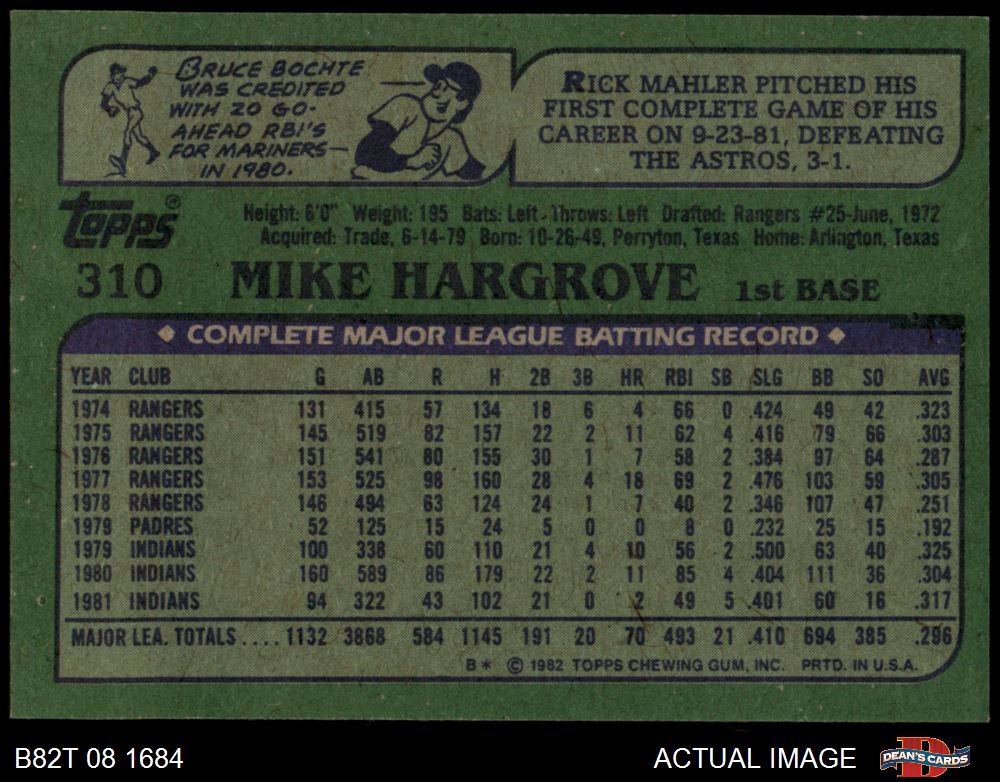 BRUCE BOCHTE
WAS CREDITED
WITH 20 GO-
AHEAD RBI'S
FOR MARINERS—
IN 1980.
RICK MAHLER PITCHED HIS
FIRST COMPLETE GAME OF HIS
CAREER ON 9-23-81, DEFEATING
THE ASTROS, 3-1.
Topps®
Height: 6'0" Weight: 195 Bats: Left - Throws: Left Drafted: Rangers #25-June, 1972
Acquired: Trade, 6-14-79 Born: 10-26-49, Perryton, Texas Home: Arlington, Texas
310 MIKE HARGROVE 1st BASE
◆ COMPLETE MAJOR LEAGUE BATTING RECORD ◆
YEAR CLUB G AB R H 2B 3B HR RBI SB SLG BB SO AVG
1974 RANGERS 131 415 57 134 18 6 4 66 0 .424 49 42 .323
1975 RANGERS 145 519 82 157 22 2 11 62 4 .416 79 66 .303
1976 RANGERS 151 541 80 155 30 1 7 58 2 .384 97 64 .287
1977 RANGERS 153 525 98 160 28 4 18 69 2 .476 103 59 .305
1978 RANGERS 146 494 63 124 24 1 7 40 2 .346 107 47 .251
1979 PADRES 52 125 15 24 5 0 0 8 0 .232 25 15 .192
1979 INDIANS 100 338 60 110 21 4 10 56 2 .500 63 40 .325
1980 INDIANS 160 589 86 179 22 2 11 85 4 .404 111 36 .304
1981 INDIANS 94 322 43 102 21 0 2 49 5 .401 60 16 .317
MAJOR LEA. TOTALS .... 1132 3868 584 1145 191 20 70 493 21 .410 694 385 .296
B* © 1982 TOPPS CHEWING GUM, INC. PRTD. IN U.S.A.
B82T 08 1684
ACTUAL IMAGE
DEAN'S CARDS